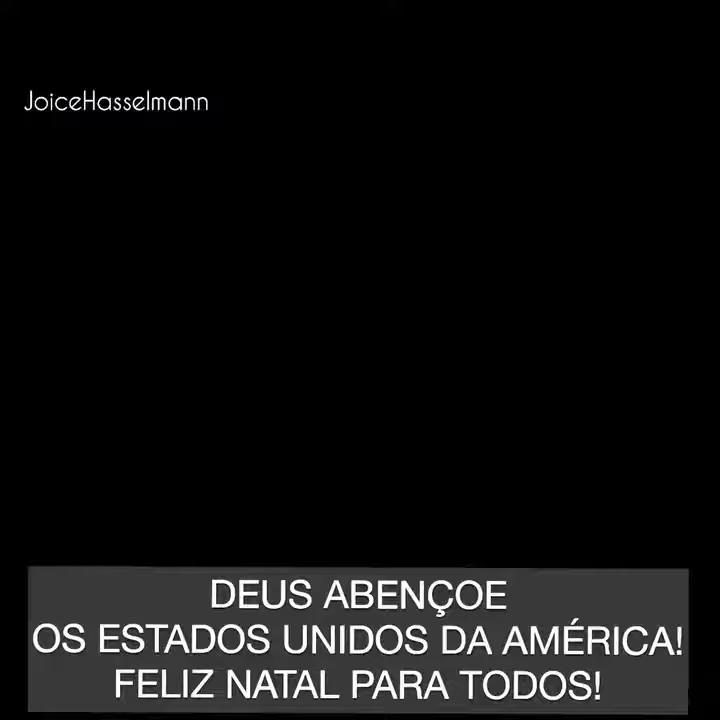 JoiceHasselmann
DEUS ABENÇOE
OS ESTADOS UNIDOS DA AMÉRICA!
FELIZ NATAL PARA TODOS!